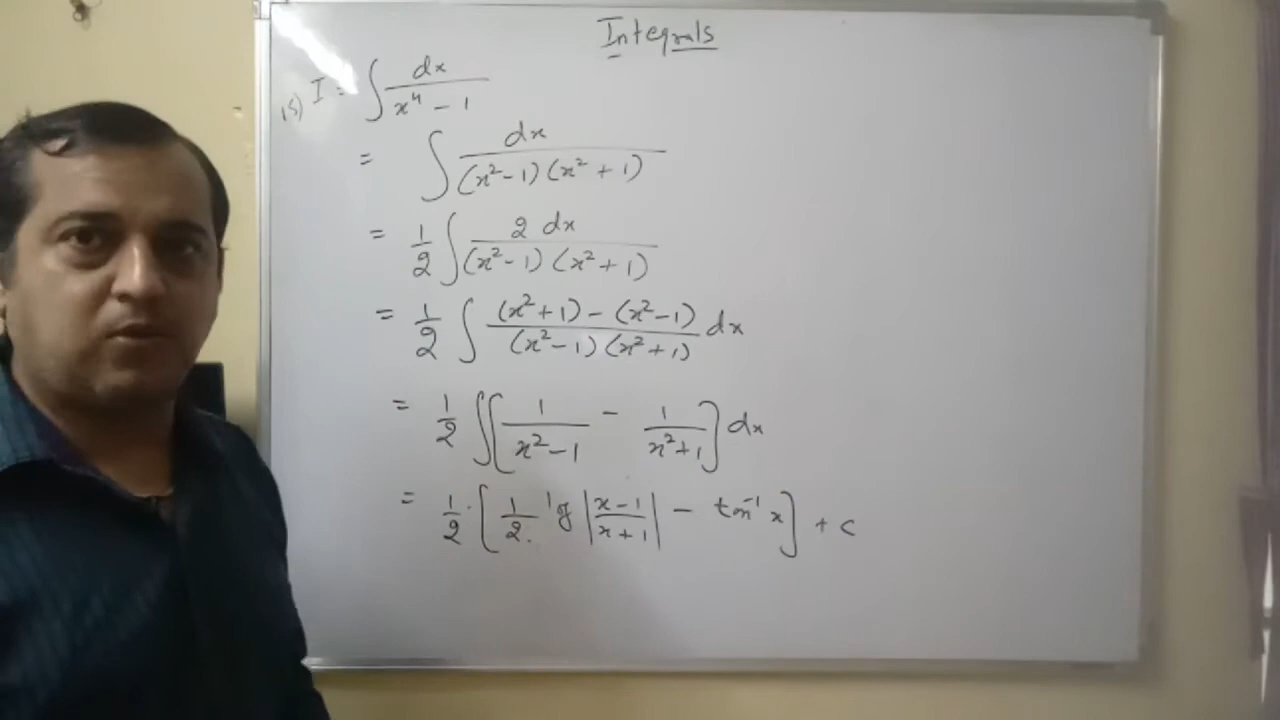 Integrals
15) I = ∫ dx / (x⁴ - 1)
= ∫ dx / ((x²-1)(x²+1))
= 1/2 ∫ 2 dx / ((x²-1)(x²+1))
= 1/2 ∫ ((x²+1) - (x²-1)) / ((x²-1)(x²+1)) dx
= 1/2 ∫ [1/(x²-1) - 1/(x²+1)] dx
= 1/2 · [1/2 · log |(x-1)/(x+1)| - tan⁻¹ x] + c